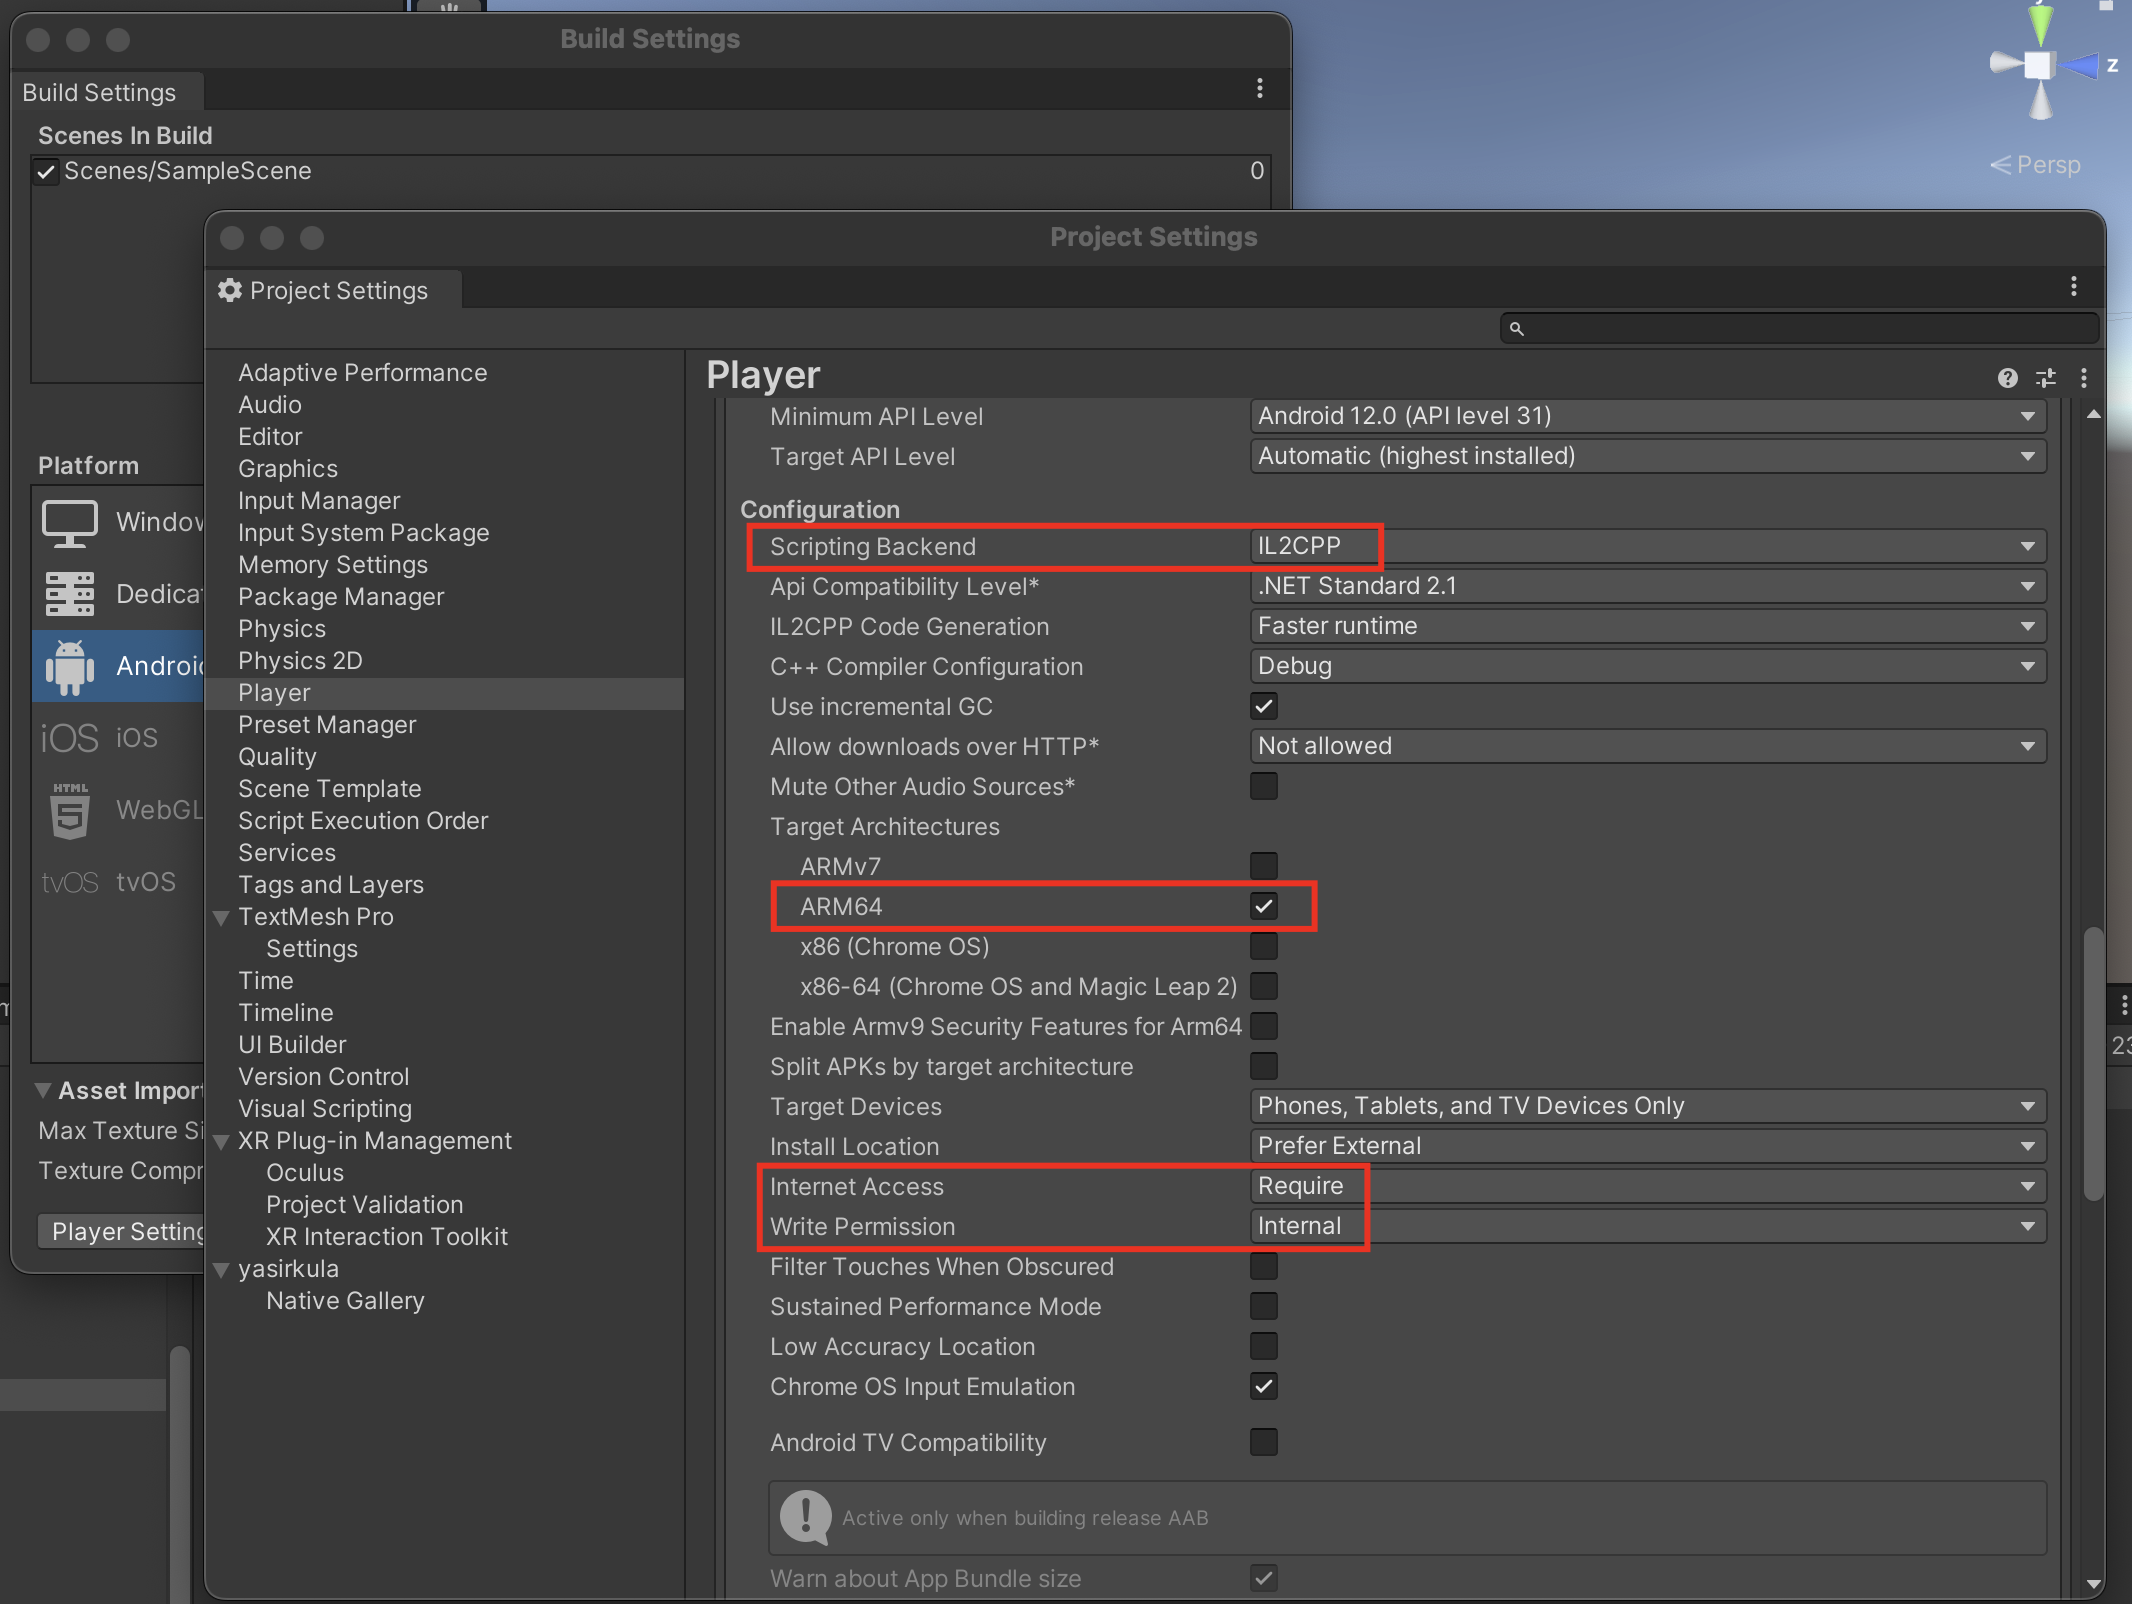 Build Settings
Build Settings
Scenes In Build
Scenes/SampleScene 0
z
Persp
Platform
Window
Dedica
Android
iOS iOS
HTML 5 WebGL
tvOS tvOS
Asset Import
Max Texture Si
Texture Compr
Player Setting
Project Settings
Project Settings
Adaptive Performance
Audio
Editor
Graphics
Input Manager
Input System Package
Memory Settings
Package Manager
Physics
Physics 2D
Player
Preset Manager
Quality
Scene Template
Script Execution Order
Services
Tags and Layers
TextMesh Pro
Settings
Time
Timeline
UI Builder
Version Control
Visual Scripting
XR Plug-in Management
Oculus
Project Validation
XR Interaction Toolkit
yasirkula
Native Gallery
Player
Minimum API Level Android 12.0 (API level 31)
Target API Level Automatic (highest installed)
Configuration
Scripting Backend IL2CPP
Api Compatibility Level* .NET Standard 2.1
IL2CPP Code Generation Faster runtime
C++ Compiler Configuration Debug
Use incremental GC
Allow downloads over HTTP* Not allowed
Mute Other Audio Sources*
Target Architectures
ARMv7
ARM64
x86 (Chrome OS)
x86-64 (Chrome OS and Magic Leap 2)
Enable Armv9 Security Features for Arm64
Split APKs by target architecture
Target Devices Phones, Tablets, and TV Devices Only
Install Location Prefer External
Internet Access Require
Write Permission Internal
Filter Touches When Obscured
Sustained Performance Mode
Low Accuracy Location
Chrome OS Input Emulation
Android TV Compatibility
Active only when building release AAB
Warn about App Bundle size
23